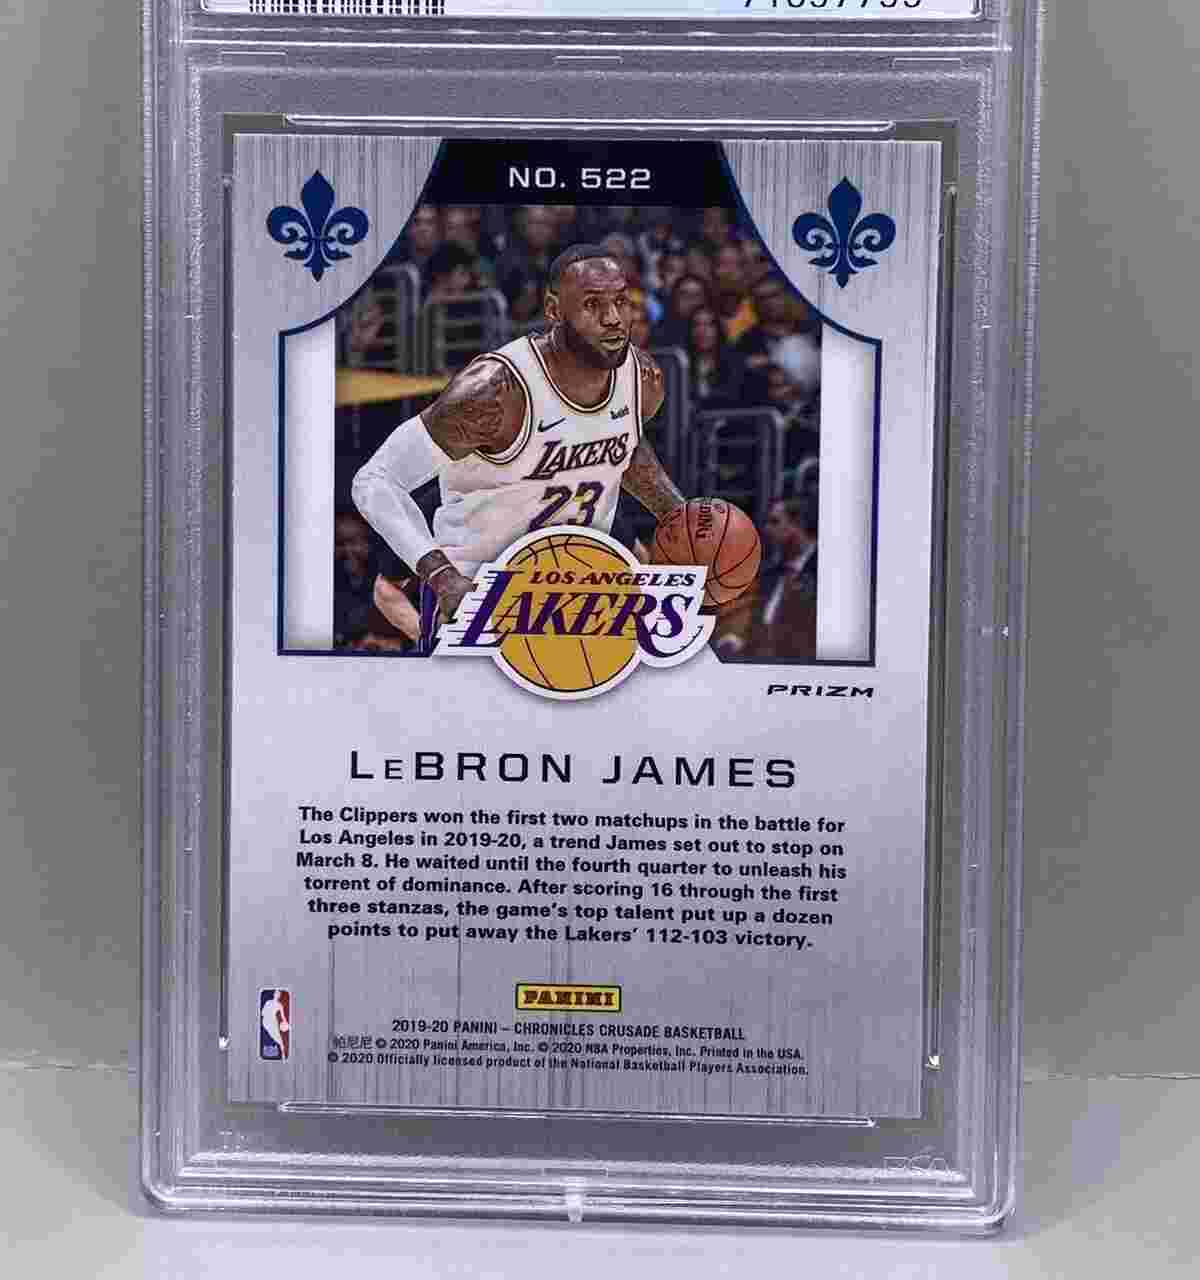 NO. 522
LAKERS
23
LOS ANGELES
LAKERS
PRIZM
LEBRON JAMES
The Clippers won the first two matchups in the battle for
Los Angeles in 2019-20, a trend James set out to stop on
March 8. He waited until the fourth quarter to unleash his
torrent of dominance. After scoring 16 through the first
three stanzas, the game's top talent put up a dozen
points to put away the Lakers' 112-103 victory.
PANINI
2019-20 PANINI – CHRONICLES CRUSADE BASKETBALL
帕尼尼 © 2020 Panini America, Inc. © 2020 NBA Properties, Inc. Printed in the USA.
© 2020 Officially licensed product of the National Basketball Players Association.
PSA